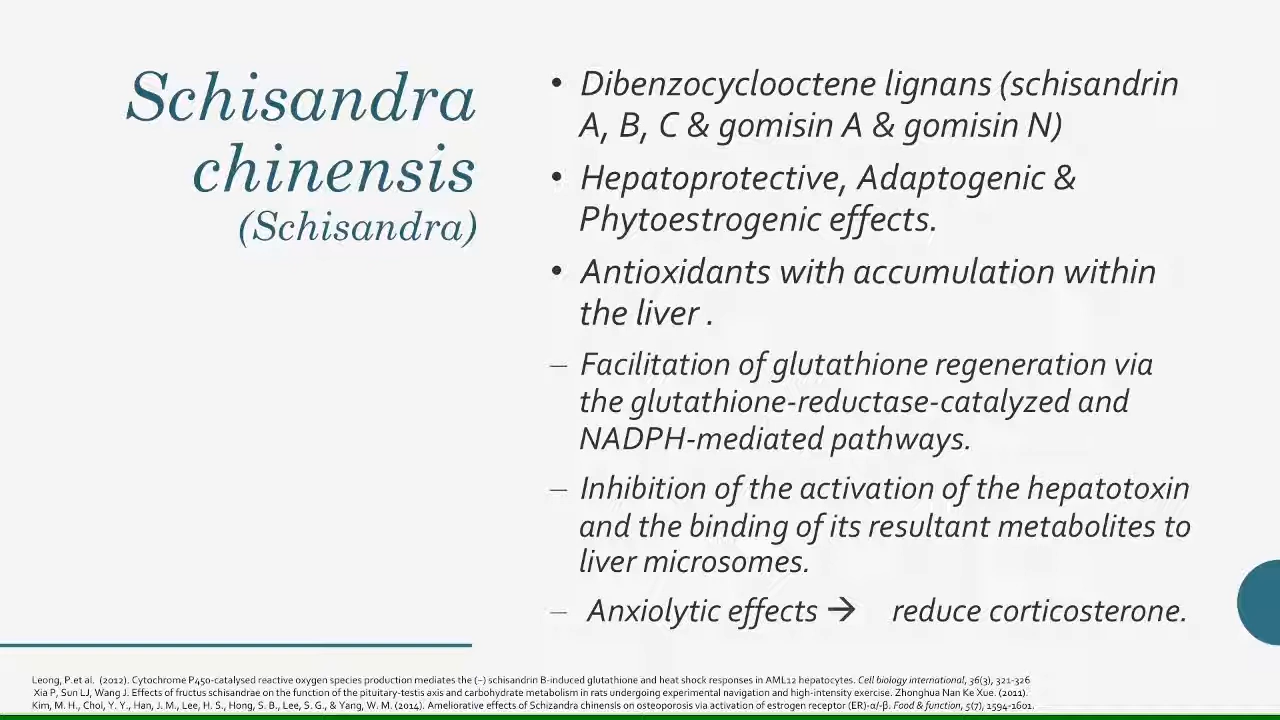 Schisandra
chinensis
(Schisandra)
• Dibenzocyclooctene lignans (schisandrin
A, B, C & gomisin A & gomisin N)
• Hepatoprotective, Adaptogenic &
Phytoestrogenic effects.
• Antioxidants with accumulation within
the liver .
– Facilitation of glutathione regeneration via
the glutathione-reductase-catalyzed and
NADPH-mediated pathways.
– Inhibition of the activation of the hepatotoxin
and the binding of its resultant metabolites to
liver microsomes.
– Anxiolytic effects → reduce corticosterone.
Leong, P.et al. (2012). Cytochrome P450-catalysed reactive oxygen species production mediates the (–) schisandrin B-induced glutathione and heat shock responses in AML12 hepatocytes. Cell biology international, 36(3), 321-326
Xia P, Sun LJ, Wang J. Effects of fructus schisandrae on the function of the pituitary-testis axis and carbohydrate metabolism in rats undergoing experimental navigation and high-intensity exercise. Zhonghua Nan Ke Xue. (2011).
Kim, M. H., Choi, Y. Y., Han, J. M., Lee, H. S., Hong, S. B., Lee, S. G., & Yang, W. M. (2014). Ameliorative effects of Schizandra chinensis on osteoporosis via activation of estrogen receptor (ER)-α/-β. Food & function, 5(7), 1594-1601.